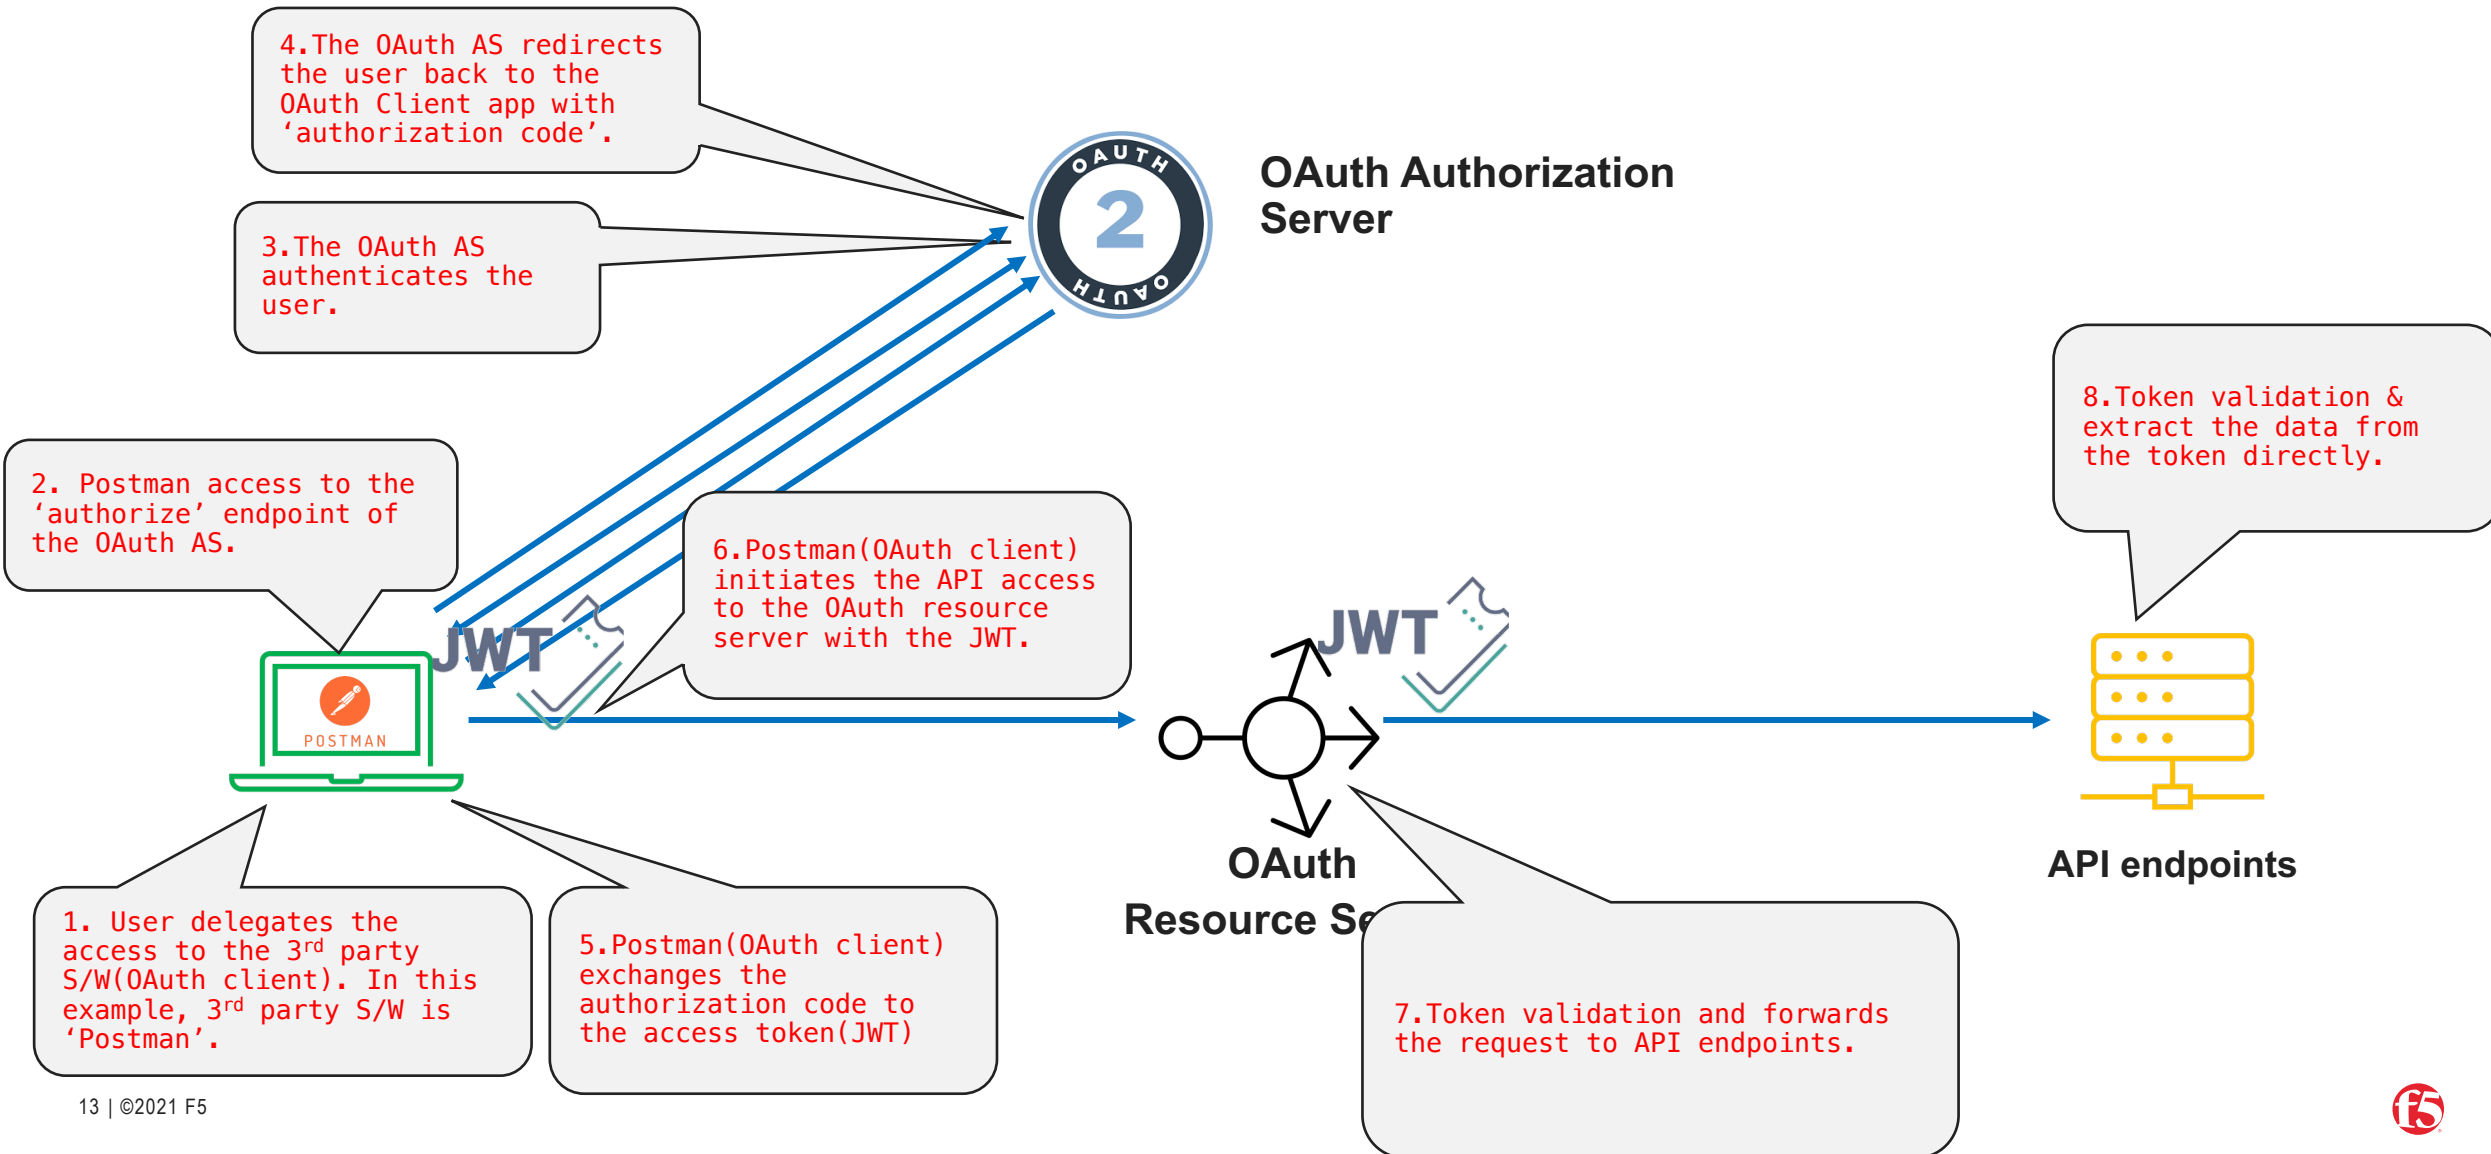 4.The OAuth AS redirects
the user back to the
OAuth Client app with
‘authorization code’.
OAUTH
2
OAUTH
OAuth Authorization
Server
3.The OAuth AS
authenticates the
user.
8.Token validation &
extract the data from
the token directly.
2. Postman access to the
‘authorize’ endpoint of
the OAuth AS.
6.Postman(OAuth client)
initiates the API access
to the OAuth resource
server with the JWT.
JWT
JWT
POSTMAN
OAuth
Resource Se
API endpoints
1. User delegates the
access to the 3rd party
S/W(OAuth client). In this
example, 3rd party S/W is
‘Postman’.
5.Postman(OAuth client)
exchanges the
authorization code to
the access token(JWT)
7.Token validation and forwards
the request to API endpoints.
13 | ©2021 F5
f5